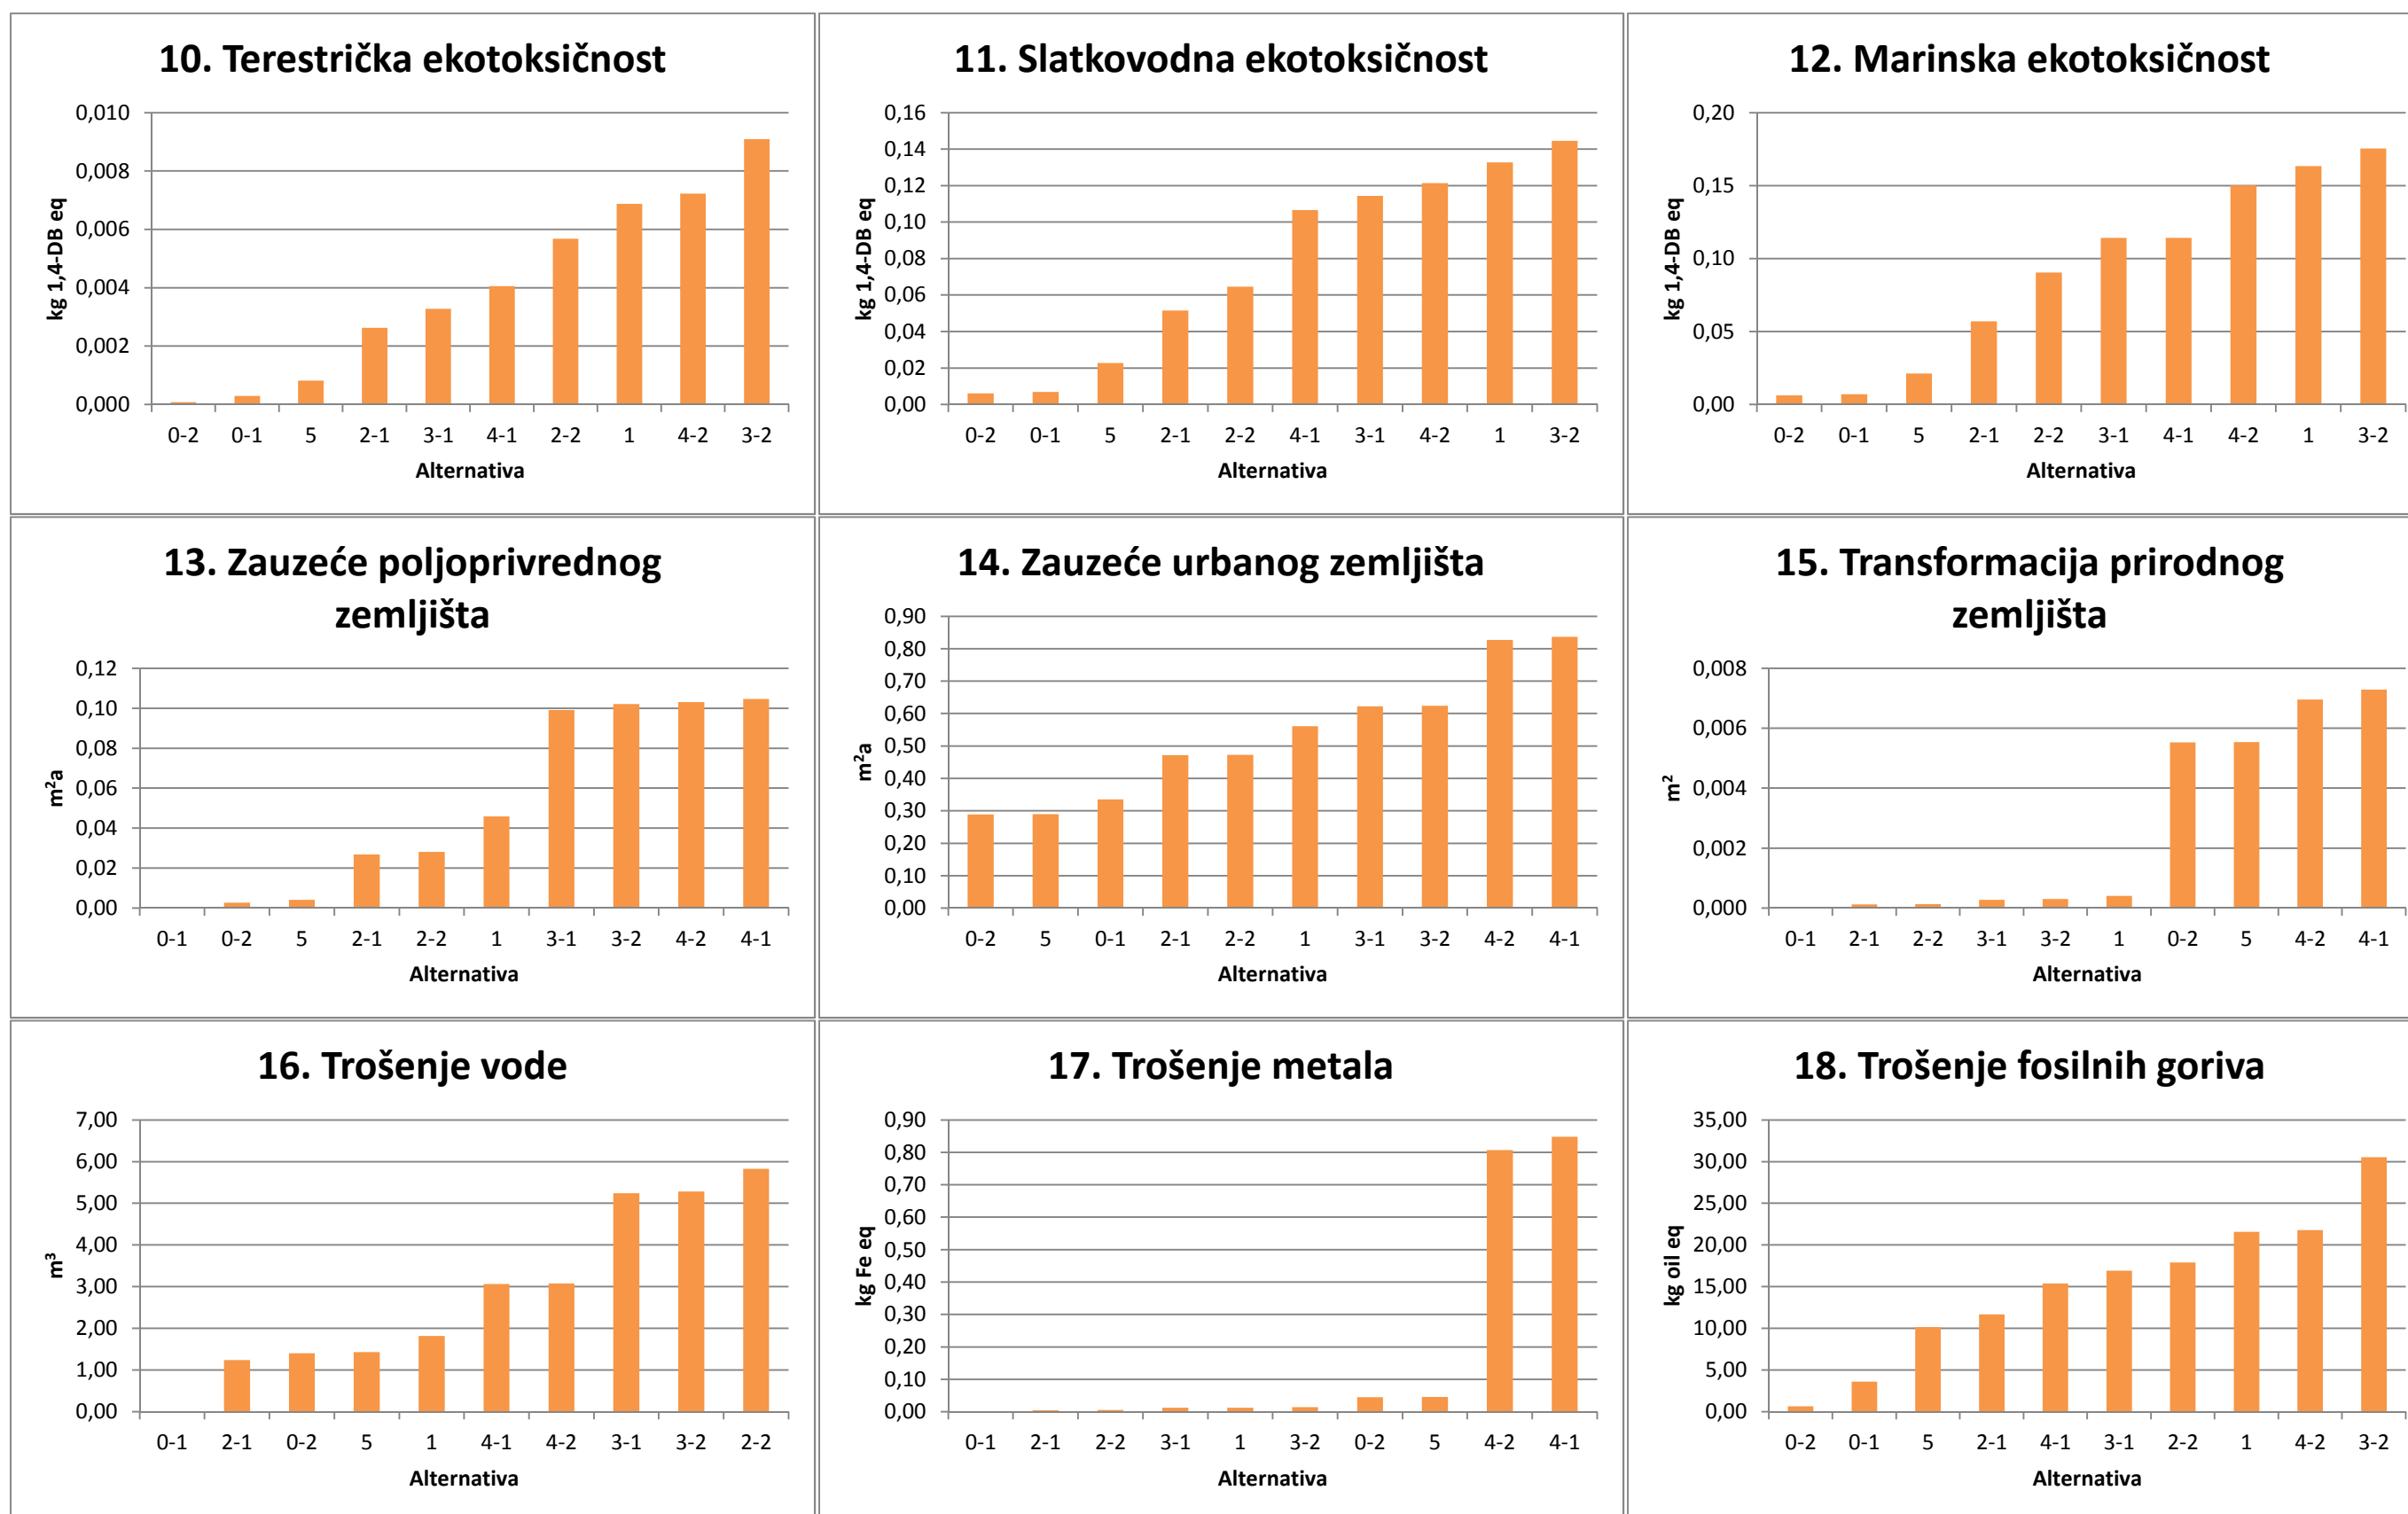 10. Terestrička ekotoksičnost
kg 1,4-DB eq
0,010
0,008
0,006
0,004
0,002
0,000
0-2 0-1 5 2-1 3-1 4-1 2-2 1 4-2 3-2
Alternativa
11. Slatkovodna ekotoksičnost
kg 1,4-DB eq
0,16
0,14
0,12
0,10
0,08
0,06
0,04
0,02
0,00
0-2 0-1 5 2-1 2-2 4-1 3-1 4-2 1 3-2
Alternativa
12. Marinska ekotoksičnost
kg 1,4-DB eq
0,20
0,15
0,10
0,05
0,00
0-2 0-1 5 2-1 2-2 3-1 4-1 4-2 1 3-2
Alternativa
13. Zauzeće poljoprivrednog
zemljišta
m²a
0,12
0,10
0,08
0,06
0,04
0,02
0,00
0-1 0-2 5 2-1 2-2 1 3-1 3-2 4-2 4-1
Alternativa
14. Zauzeće urbanog zemljišta
m²a
0,90
0,80
0,70
0,60
0,50
0,40
0,30
0,20
0,10
0,00
0-2 5 0-1 2-1 2-2 1 3-1 3-2 4-2 4-1
Alternativa
15. Transformacija prirodnog
zemljišta
m²
0,008
0,006
0,004
0,002
0,000
0-1 2-1 2-2 3-1 3-2 1 0-2 5 4-2 4-1
Alternativa
16. Trošenje vode
m³
7,00
6,00
5,00
4,00
3,00
2,00
1,00
0,00
0-1 2-1 0-2 5 1 4-1 4-2 3-1 3-2 2-2
Alternativa
17. Trošenje metala
kg Fe eq
0,90
0,80
0,70
0,60
0,50
0,40
0,30
0,20
0,10
0,00
0-1 2-1 2-2 3-1 1 3-2 0-2 5 4-2 4-1
Alternativa
18. Trošenje fosilnih goriva
kg oil eq
35,00
30,00
25,00
20,00
15,00
10,00
5,00
0,00
0-2 0-1 5 2-1 4-1 3-1 2-2 1 4-2 3-2
Alternativa